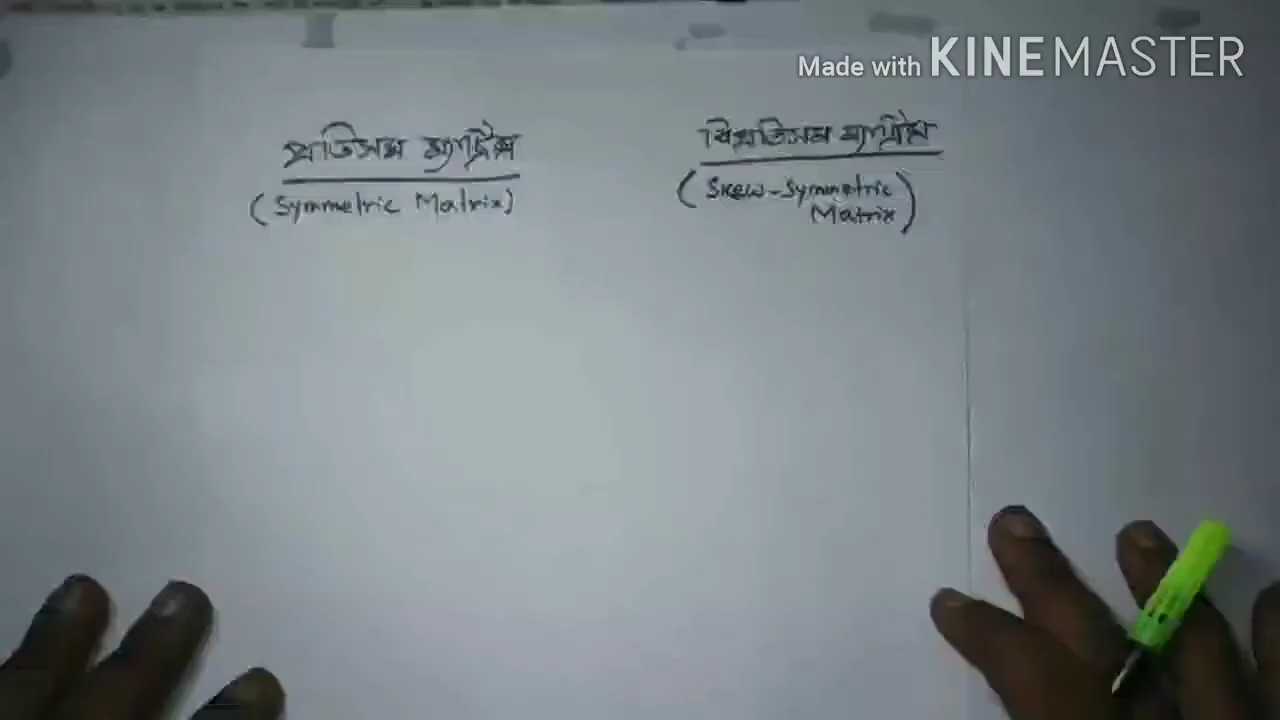 Made with KINEMASTER
প্রতিসম ম্যাট্রিক্স
(Symmetric Matrix)
বিপ্রতিসম ম্যাট্রিক্স
(Skew-Symmetric
Matrix)